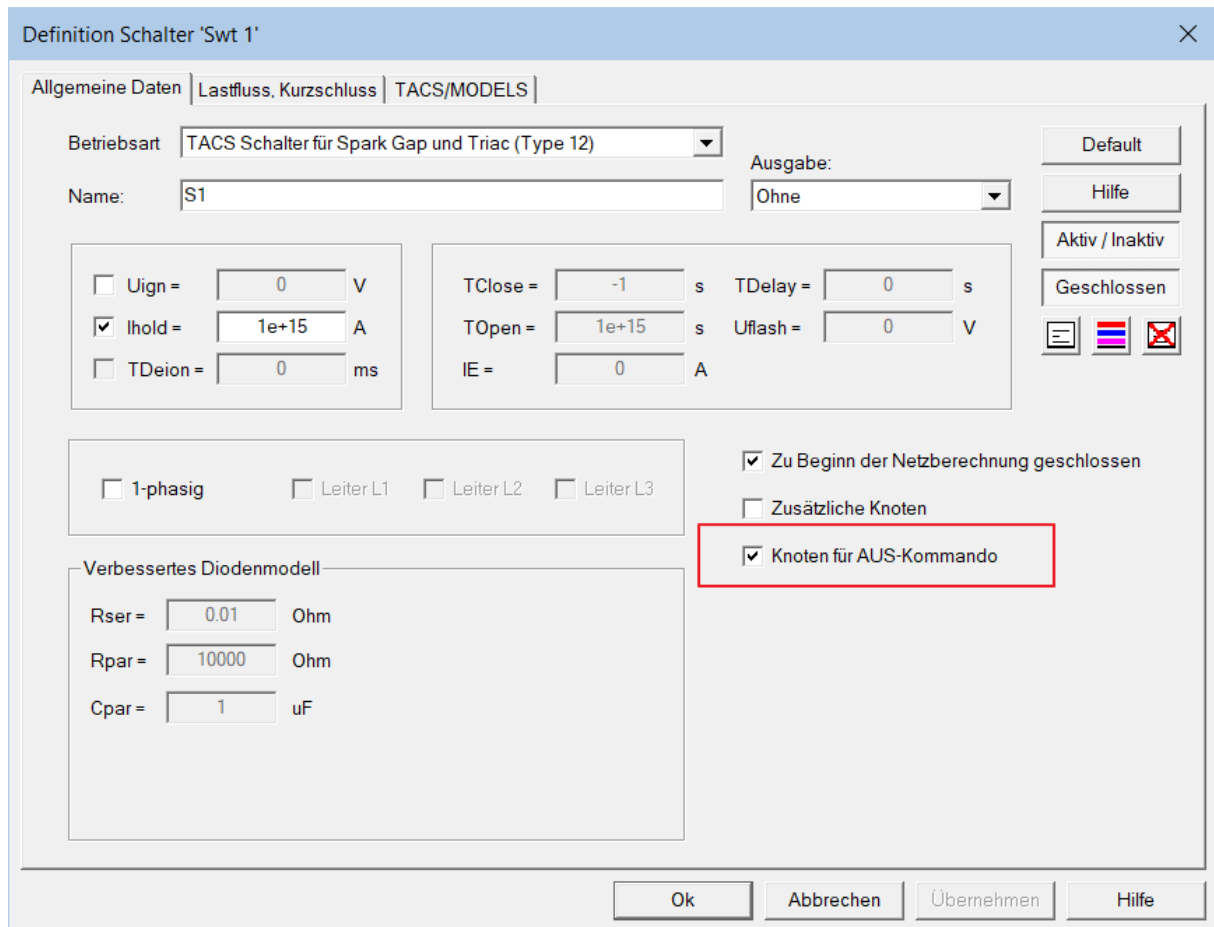 Definition Schalter 'Swt 1'
Allgemeine Daten Lastfluss, Kurzschluss TACS/MODELS
Betriebsart TACS Schalter für Spark Gap und Triac (Type 12)
Name: S1
Ausgabe:
Ohne
Default
Hilfe
Aktiv / Inaktiv
Geschlossen
Uign = 0 V
Ihold = 1e+15 A
TDeion = 0 ms
TClose = -1 s TDelay = 0 s
TOpen = 1e+15 s Uflash = 0 V
IE = 0 A
1-phasig Leiter L1 Leiter L2 Leiter L3
Zu Beginn der Netzberechnung geschlossen
Zusätzliche Knoten
Knoten für AUS-Kommando
Verbessertes Diodenmodell
Rser = 0.01 Ohm
Rpar = 10000 Ohm
Cpar = 1 uF
Ok Abbrechen Übernehmen Hilfe